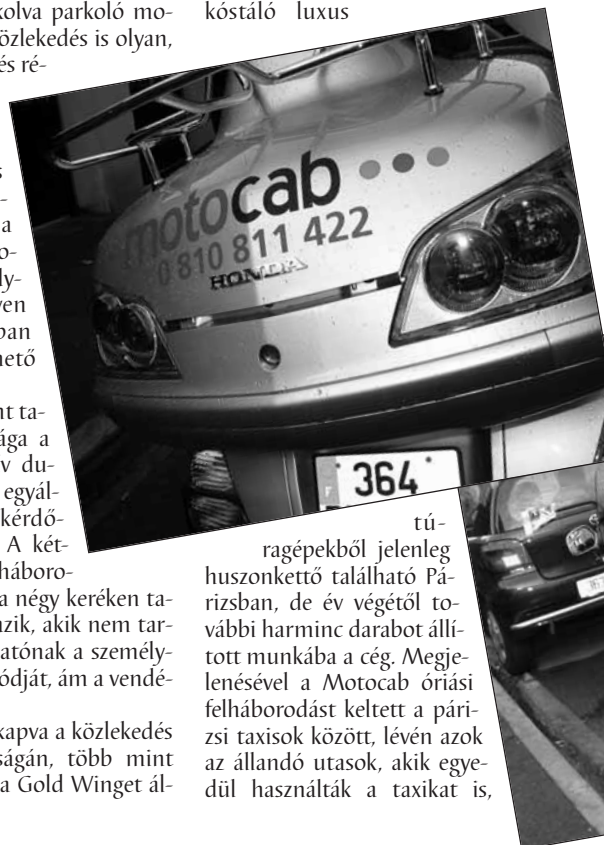 kolva parkoló mo-
özlekedés is olyan,
és ré-
s
-
a
o-
ly-
yen
ban
hető
nt ta-
ága a
v du-
egyál-
kérdő-
A két-
háboro-
a négy keréken ta-
zik, akik nem tar-
atónak a személy-
ódját, ám a vendé-
kapva a közlekedés
ságán, több mint
a Gold Winget ál-
kóstáló luxus
motocab
0 810 811 422
HONDA
364
tú-
ragépekből jelenleg
huszonkettő található Pá-
rizsban, de év végétől to-
vábbi harminc darabot állí-
tott munkába a cég. Megje-
lenésével a Motocab óriási
felháborodást keltett a pári-
zsi taxisok között, lévén azok
az állandó utasok, akik egye-
dül használták a taxikat is,